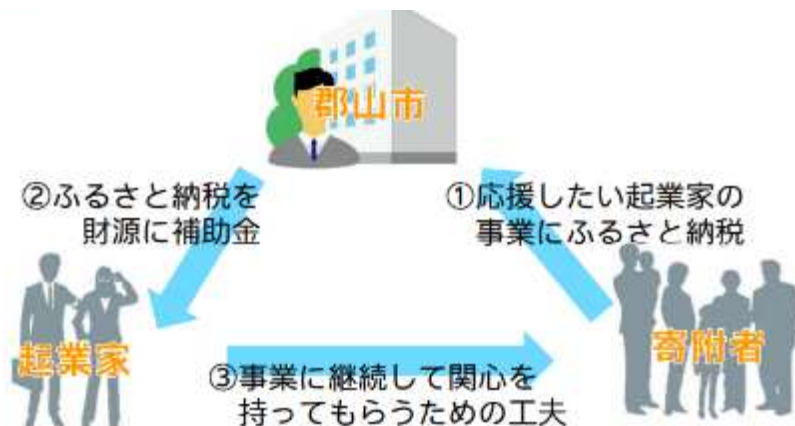 郡山市
②ふるさと納税を
財源に補助金
①応援したい起業家の
事業にふるさと納税
起業家
寄附者
③事業に継続して関心を
持ってもらうための工夫